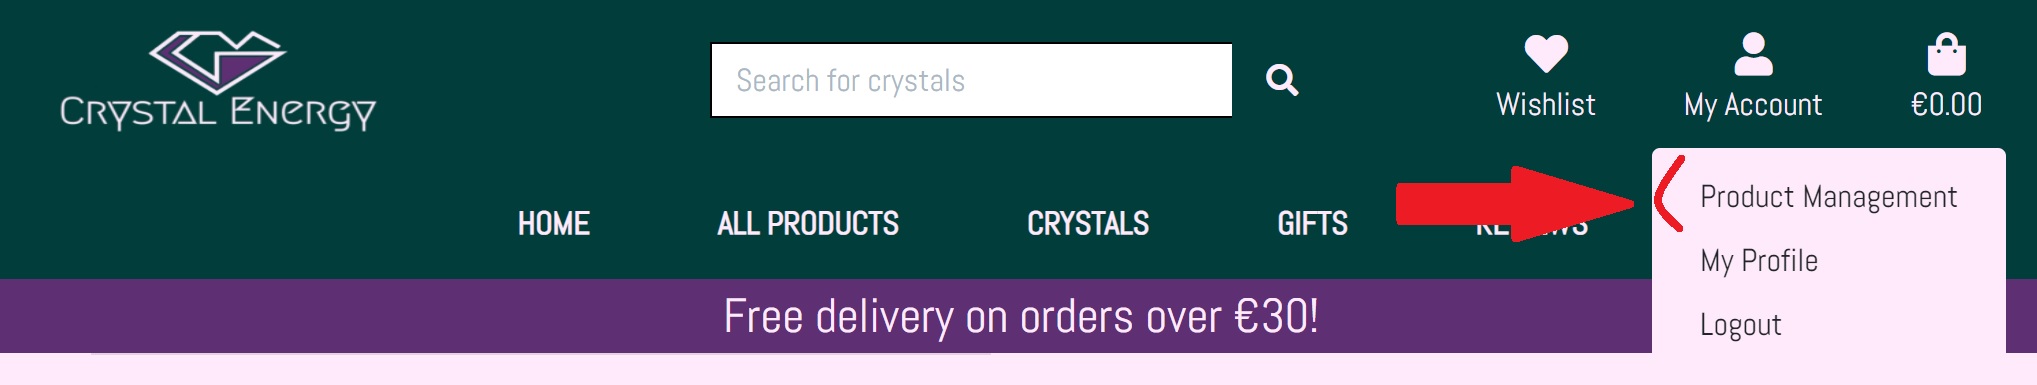 CRYSTAL ENERGY
Search for crystals
Wishlist
My Account
€0.00
Product Management
HOME
ALL PRODUCTS
CRYSTALS
GIFTS
My Profile
Free delivery on orders over €30!
Logout